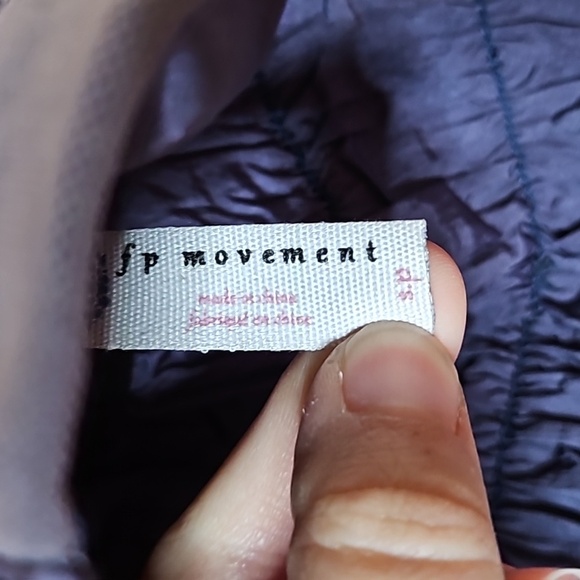 fp movement
made in china
fabriqué en chine
s-p